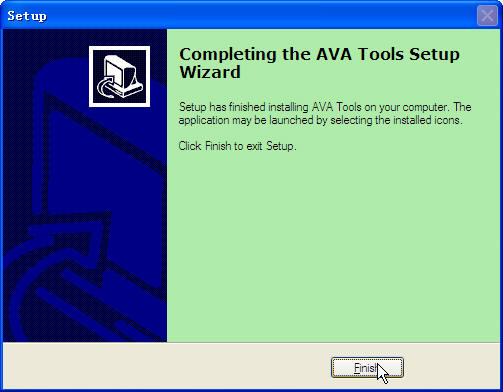 Setup
Completing the AVA Tools Setup
Wizard
Setup has finished installing AVA Tools on your computer. The
application may be launched by selecting the installed icons.
Click Finish to exit Setup.
Finish